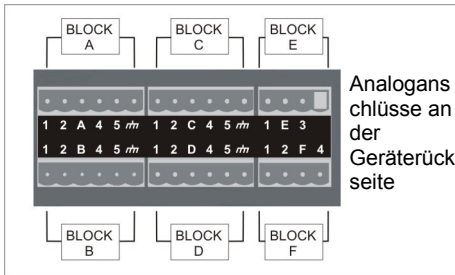 BLOCK
A
BLOCK
C
BLOCK
E
1 2 A 4 5 1 2 C 4 5 1 E 3
1 2 B 4 5 1 2 D 4 5 1 2 F 4
BLOCK
B
BLOCK
D
BLOCK
F
Analogans
chlüsse an
der
Geräterück
seite